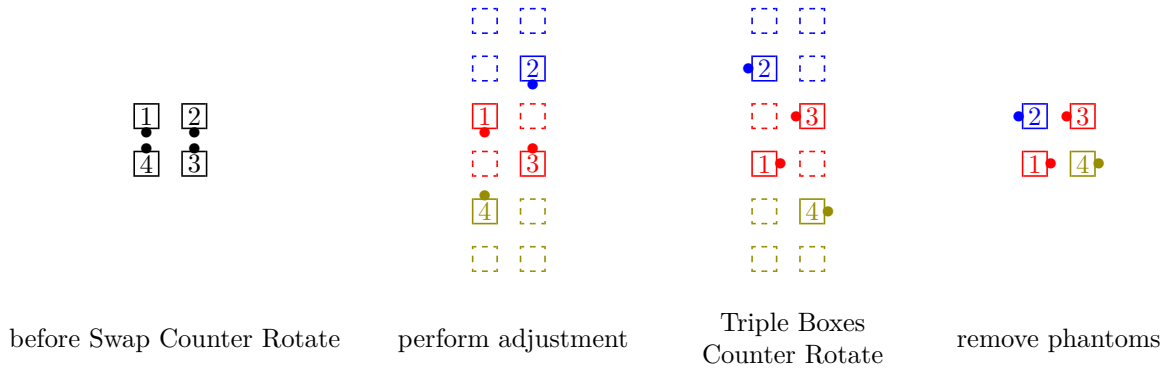 2
2
1 2
1
3
2 3
4 3
3
1
1 4
4
4
before Swap Counter Rotate
perform adjustment
Triple Boxes
Counter Rotate
remove phantoms